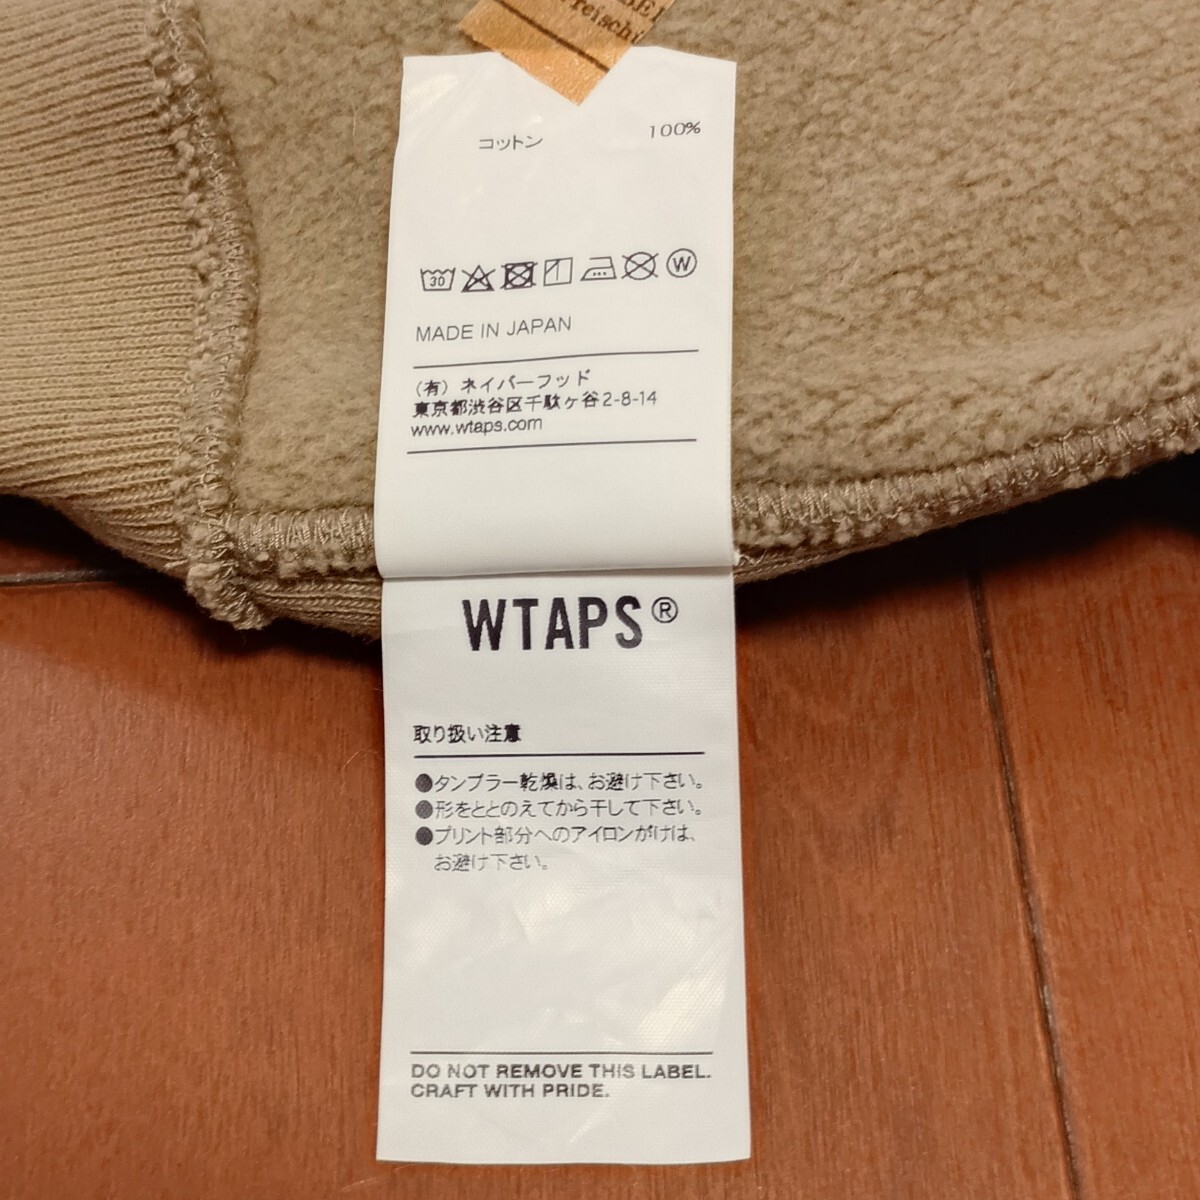 Freisch
コットン 100%
30 W
MADE IN JAPAN
(有) ネイバーフッド
東京都渋谷区千駄ヶ谷2-8-14
www.wtaps.com
WTAPS®
取り扱い注意
●タンブラー乾燥は、お避け下さい。
●形をととのえてから干して下さい。
●プリント部分へのアイロンがけは、
お避け下さい。
DO NOT REMOVE THIS LABEL.
CRAFT WITH PRIDE.